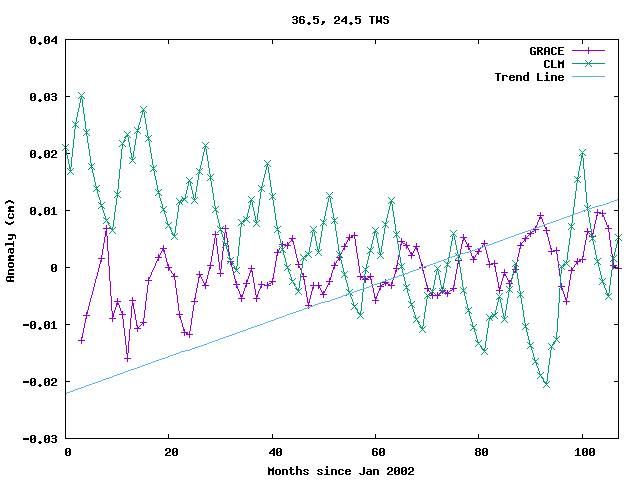 36.5, 24.5 TWS
0.04
0.03
0.02
0.01
0
-0.01
-0.02
-0.03
Anomaly (cm)
GRACE
CLM
Trend Line
0 20 40 60 80 100
Months since Jan 2002